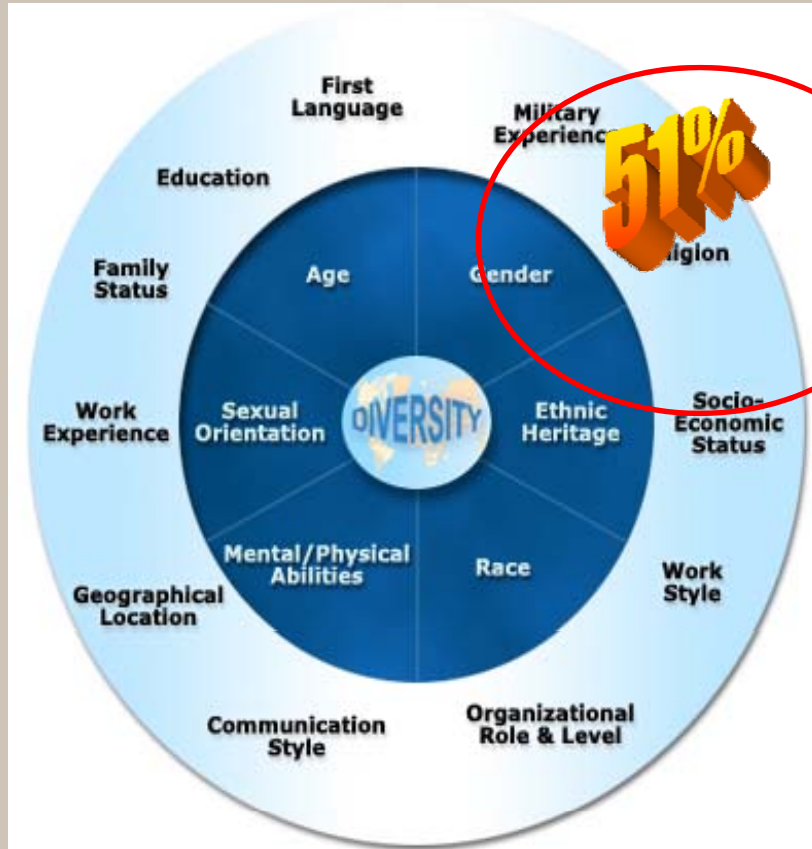 First
Language
Military
Experience
51%
Education
Family
Status
Age
Gender
Work
Experience
Sexual
Orientation
DIVERSITY
Ethnic
Heritage
Socio-
Economic
Status
Mental/Physical
Abilities
Race
Geographical
Location
Work
Style
Communication
Style
Organizational
Role & Level